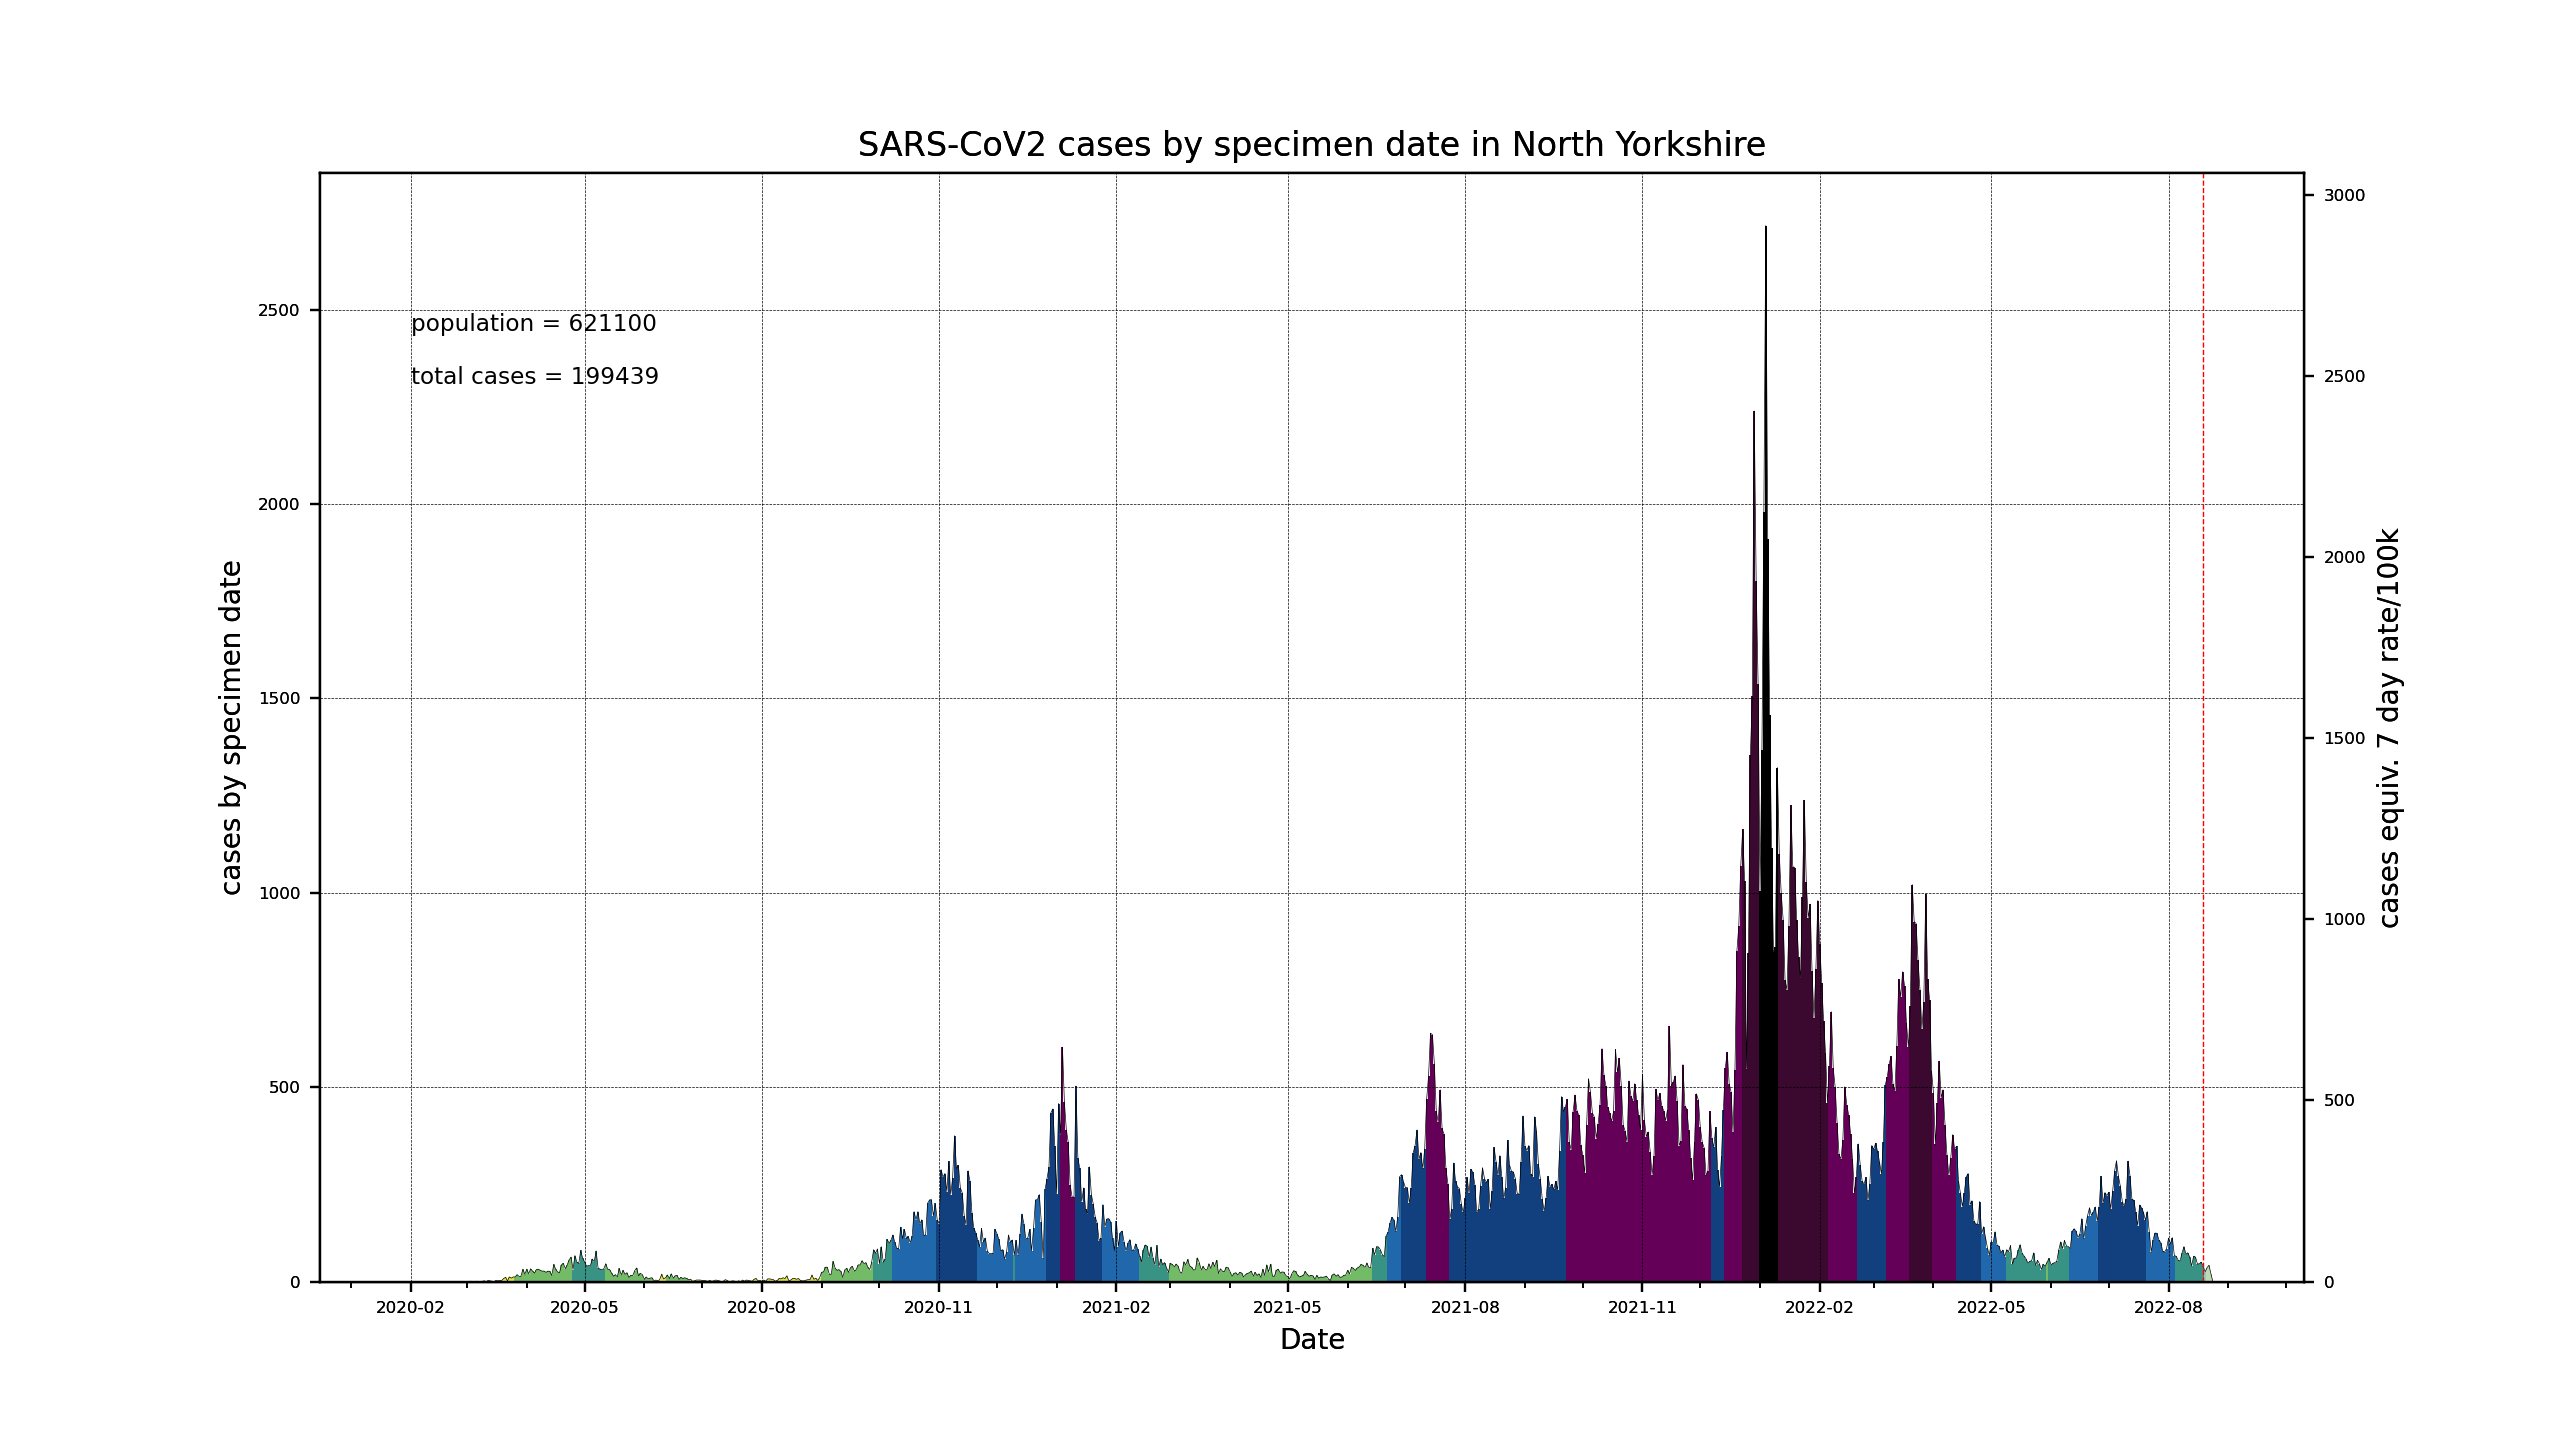 SARS-CoV2 cases by specimen date in North Yorkshire
population = 621100
total cases = 199439
cases by specimen date
2500
2000
1500
1000
500
0
3000
2500
2000
1500
1000
500
0
cases equiv. 7 day rate/100k
2020-02 2020-05 2020-08 2020-11 2021-02 2021-05 2021-08 2021-11 2022-02 2022-05 2022-08
Date